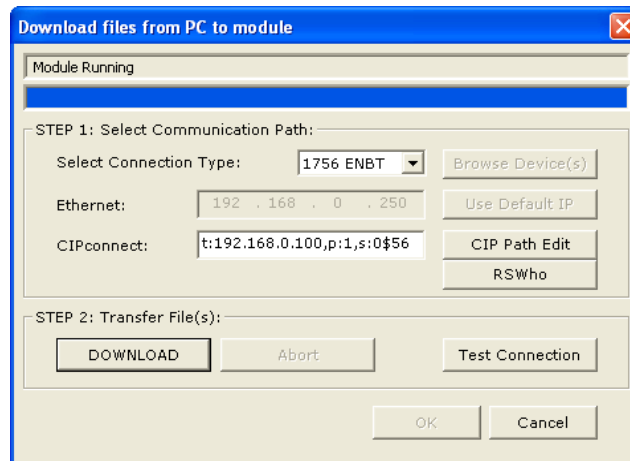 Download files from PC to module
Module Running
STEP 1: Select Communication Path:
Select Connection Type: 1756 ENBT Browse Device(s)
Ethernet: 192 . 168 . 0 . 250 Use Default IP
CIPconnect: t:192.168.0.100,p:1,s:0$56 CIP Path Edit
RSWho
STEP 2: Transfer File(s):
DOWNLOAD Abort Test Connection
OK Cancel